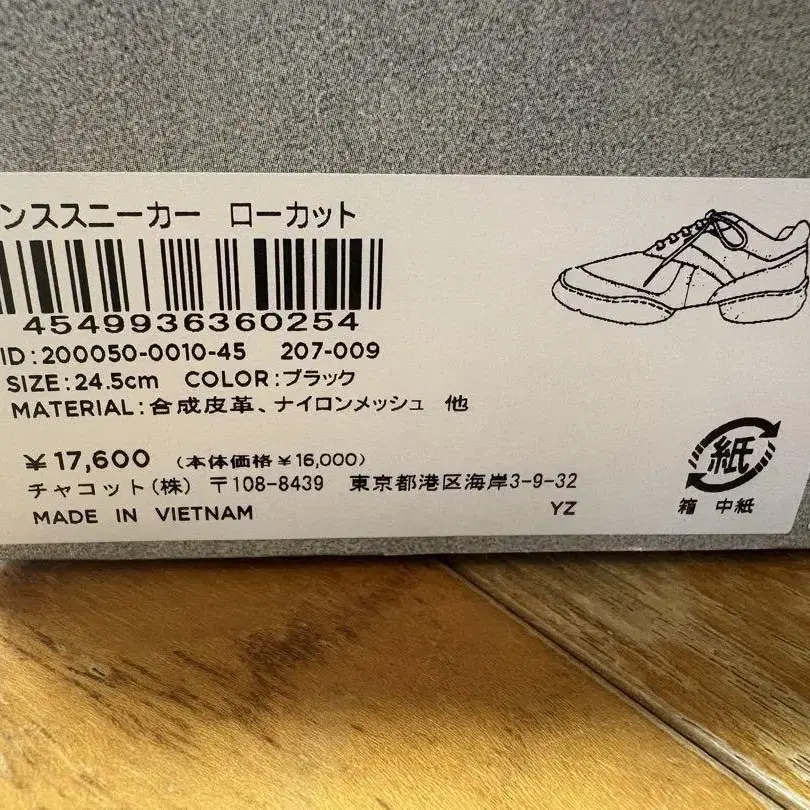 ンススニーカー ローカット
4549936360254
ID:200050-0010-45 207-009
SIZE:24.5cm COLOR:ブラック
MATERIAL:合成皮革、ナイロンメッシュ 他
¥17,600 (本体価格¥16,000)
チャコット(株) 〒108-8439 東京都港区海岸3-9-32
MADE IN VIETNAM YZ
紙
箱 中紙